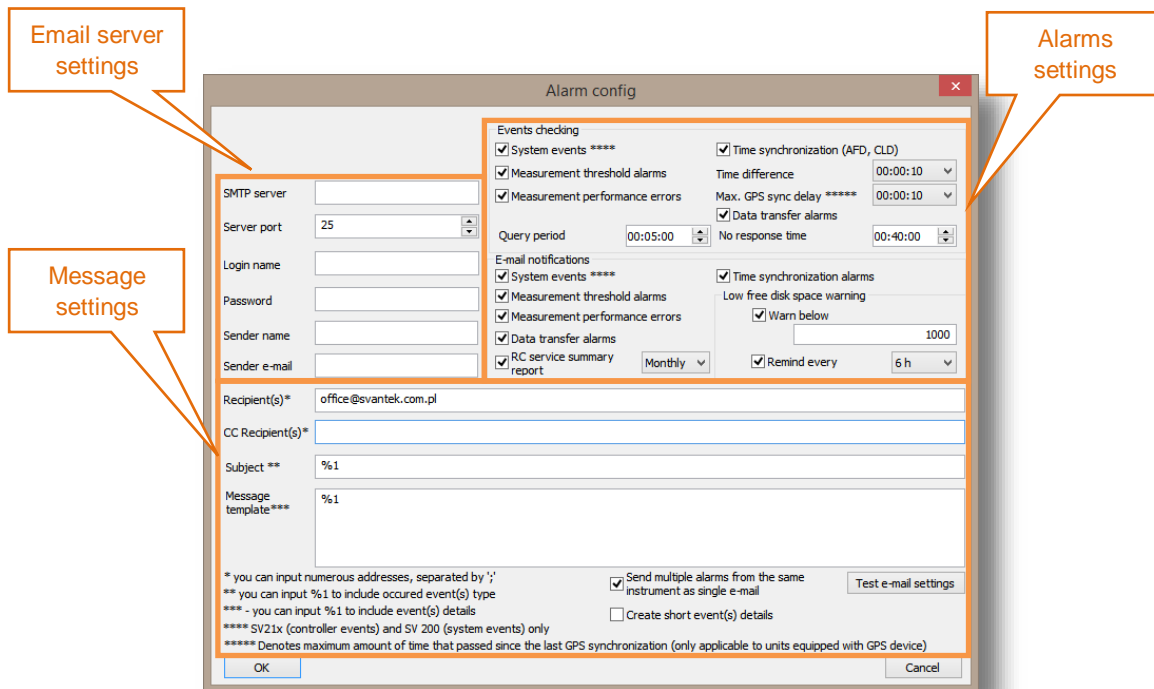 Email server
settings
Alarms
settings
Message
settings
Alarm config
Events checking
System events ****
Time synchronization (AFD, CLD)
Measurement threshold alarms
Time difference
00:00:10
Measurement performance errors
Max. GPS sync delay *****
00:00:10
Data transfer alarms
Query period
00:05:00
No response time
00:40:00
SMTP server
Server port
25
Login name
Password
Sender name
Sender e-mail
E-mail notifications
System events ****
Time synchronization alarms
Measurement threshold alarms
Low free disk space warning
Measurement performance errors
Warn below
1000
Data transfer alarms
RC service summary
report
Monthly
Remind every
6 h
Recipient(s)*
office@svantek.com.pl
CC Recipient(s)*
Subject **
%1
Message
template***
%1
* you can input numerous addresses, separated by ';'
** you can input %1 to include occured event(s) type
*** - you can input %1 to include event(s) details
**** SV21x (controller events) and SV 200 (system events) only
***** Denotes maximum amount of time that passed since the last GPS synchronization (only applicable to units equipped with GPS device)
Send multiple alarms from the same
instrument as single e-mail
Test e-mail settings
Create short event(s) details
OK
Cancel